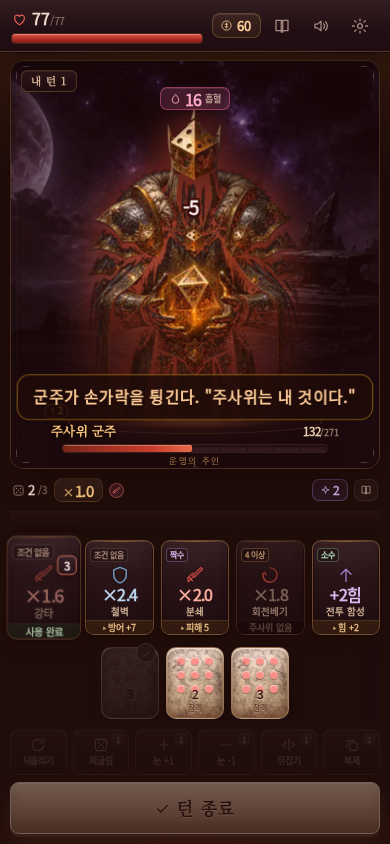 77/77
60
내 턴 1
16 흡혈
-5
군주가 손가락을 튕긴다. "주사위는 내 것이다."
↑2
주사위 군주
132/271
운명의 주인
2/3
×1.0
2
조건 없음
3
×1.6
강타
사용 완료
조건 없음
×2.4
철벽
▸방어 +7
짝수
×2.0
분쇄
▸피해 5
4 이상
×1.8
회전베기
주사위 없음
소수
+2힘
전투 함성
▸힘 +2
3
2
잠겨
3
잠겨
되돌리기
재굴림
1
눈 +1
1
눈 -1
1
뒤집기
1
복제
2
턴 종료